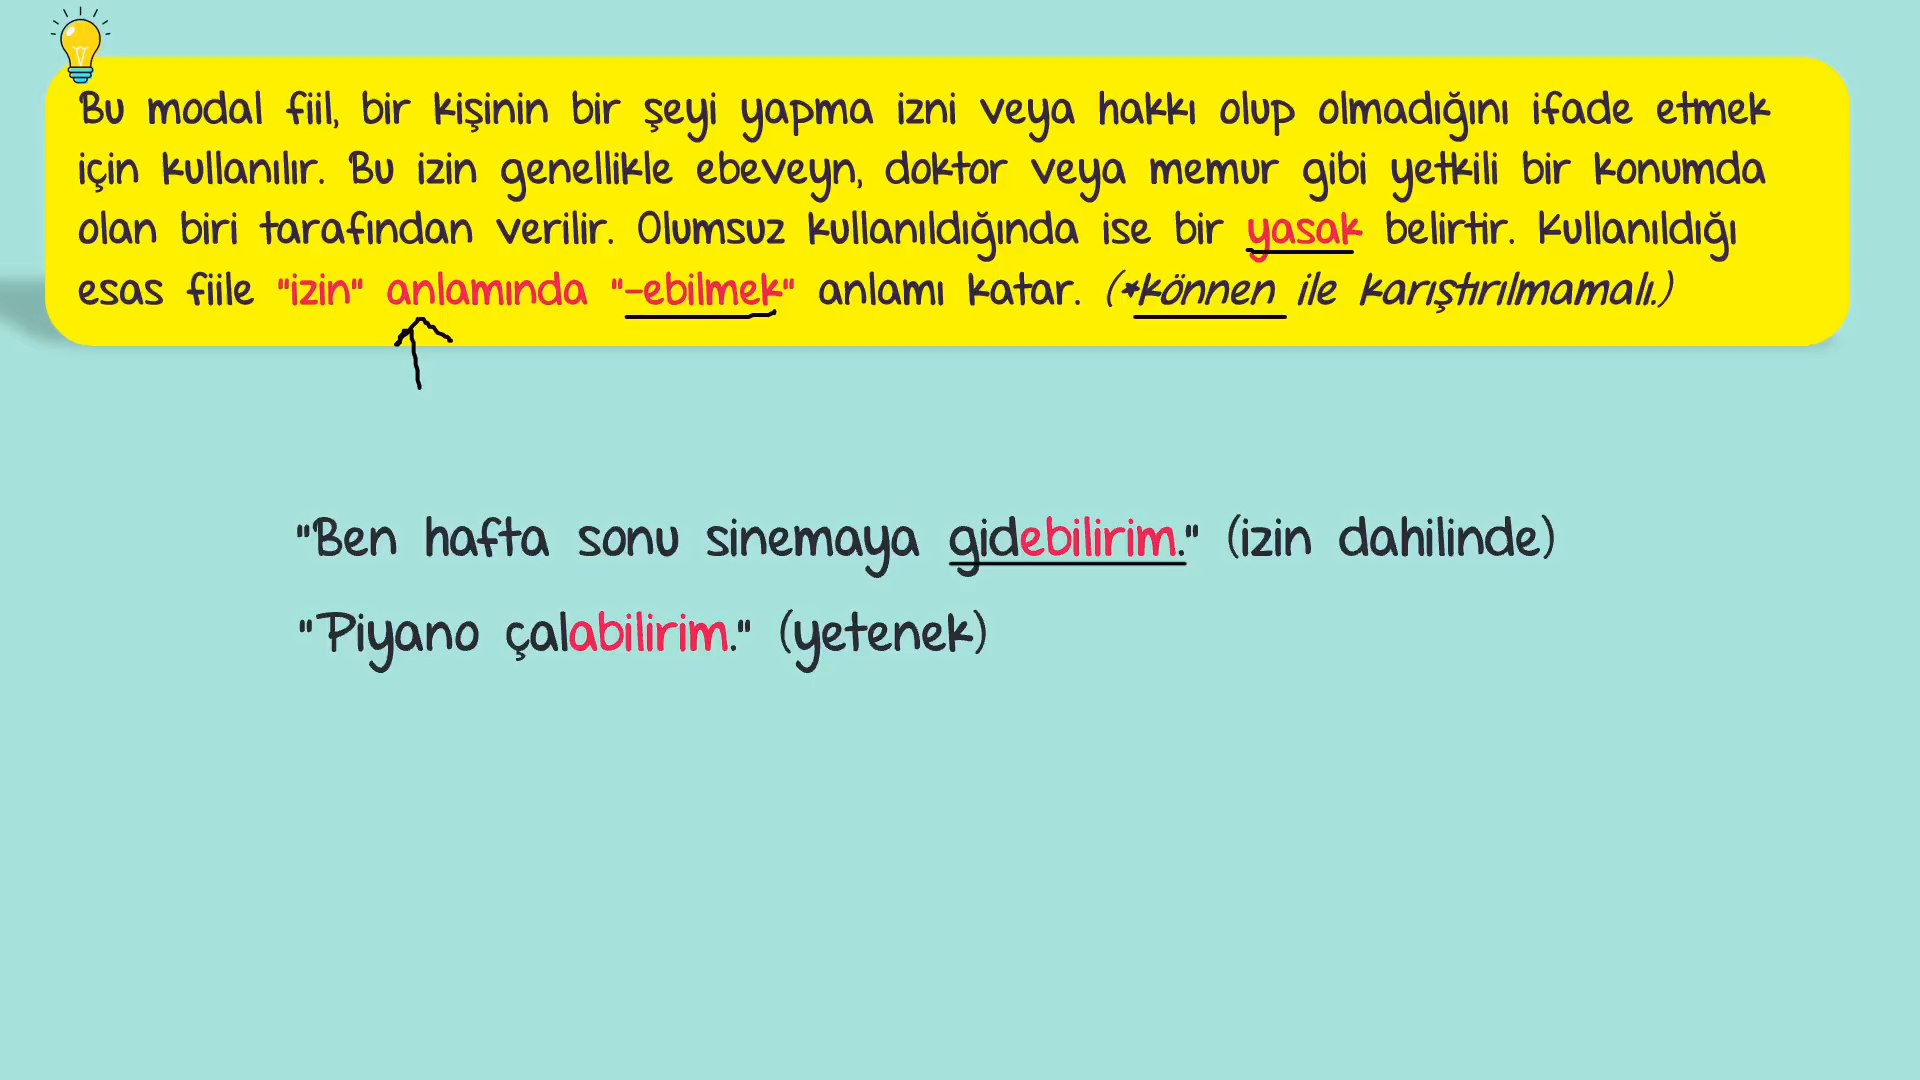 Bu modal fiil, bir kişinin bir şeyi yapma izni veya hakkı olup olmadığını ifade etmek
için kullanılır. Bu izin genellikle ebeveyn, doktor veya memur gibi yetkili bir konumda
olan biri tarafından verilir. Olumsuz kullanıldığında ise bir yasak belirtir. Kullanıldığı
esas fiile "izin" anlamında "-ebilmek" anlamı katar. (*können ile karıştırılmamalı.)
"Ben hafta sonu sinemaya gidebilirim." (izin dahilinde)
"Piyano çalabilirim." (yetenek)